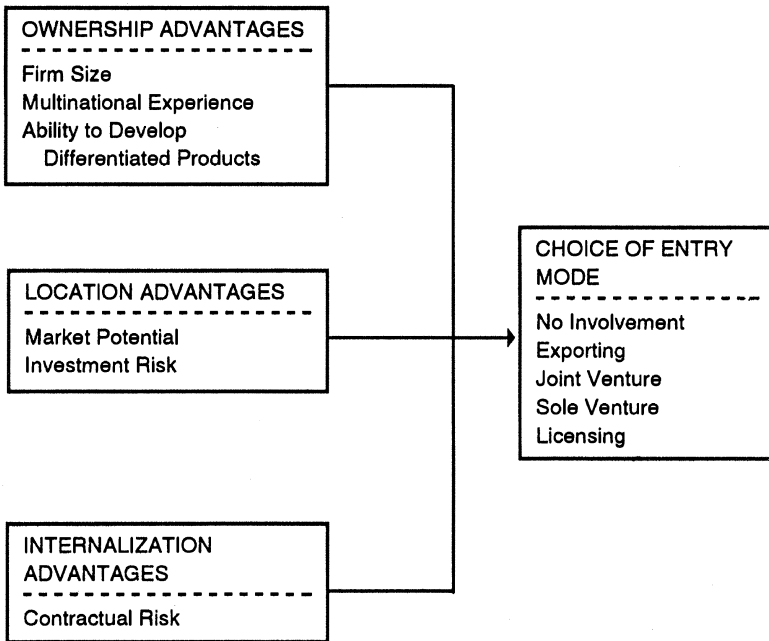 OWNERSHIP ADVANTAGES
Firm Size
Multinational Experience
Ability to Develop
Differentiated Products
LOCATION ADVANTAGES
Market Potential
Investment Risk
INTERNALIZATION
ADVANTAGES
Contractual Risk
CHOICE OF ENTRY
MODE
No Involvement
Exporting
Joint Venture
Sole Venture
Licensing